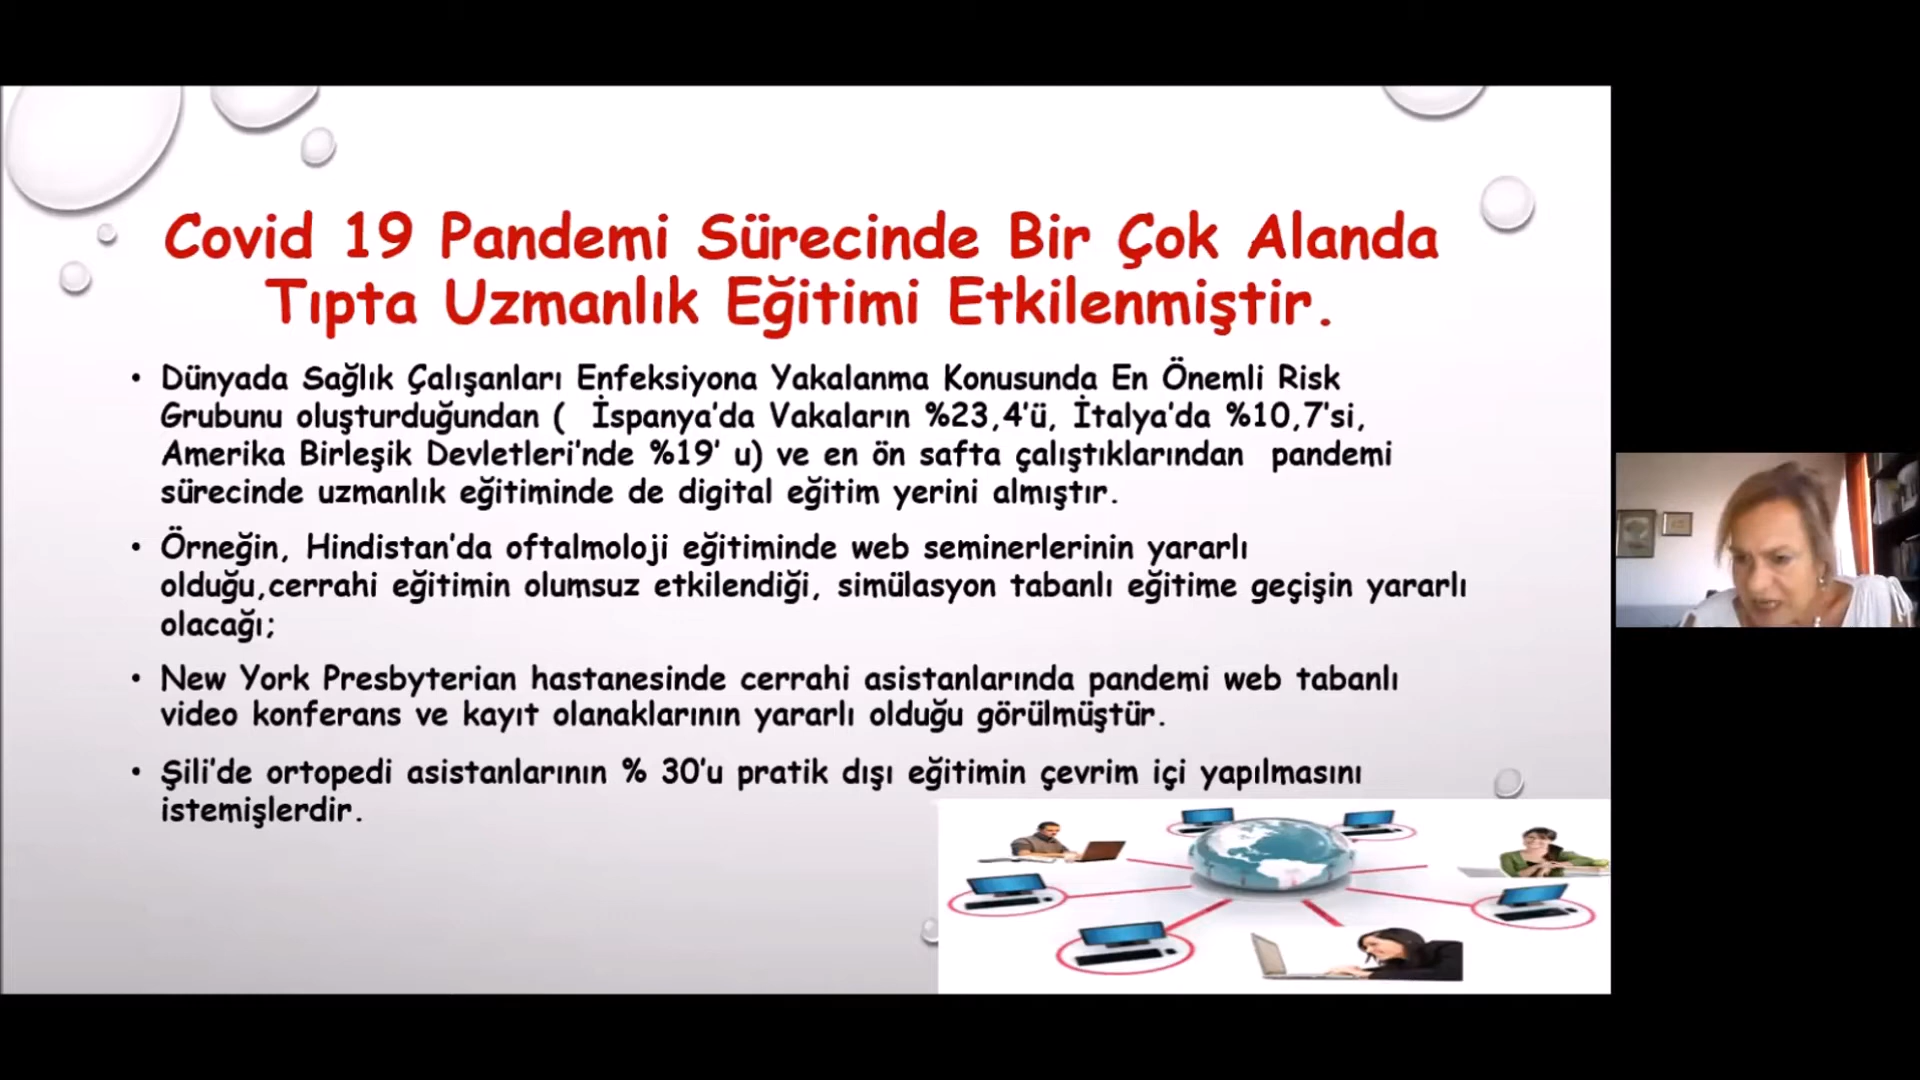 Covid 19 Pandemi Sürecinde Bir Çok Alanda
Tıpta Uzmanlık Eğitimi Etkilenmiştir.
• Dünyada Sağlık Çalışanları Enfeksiyona Yakalanma Konusunda En Önemli Risk
Grubunu oluşturduğundan ( İspanya'da Vakaların %23,4'ü, İtalya'da %10,7'si,
Amerika Birleşik Devletleri'nde %19' u) ve en ön safta çalıştıklarından pandemi
sürecinde uzmanlık eğitiminde de digital eğitim yerini almıştır.
• Örneğin, Hindistan'da oftalmoloji eğitiminde web seminerlerinin yararlı
olduğu,cerrahi eğitimin olumsuz etkilendiği, simülasyon tabanlı eğitime geçişin yararlı
olacağı;
• New York Presbyterian hastanesinde cerrahi asistanlarında pandemi web tabanlı
video konferans ve kayıt olanaklarının yararlı olduğu görülmüştür.
• Şili'de ortopedi asistanlarının % 30'u pratik dışı eğitimin çevrim içi yapılmasını
istemişlerdir.